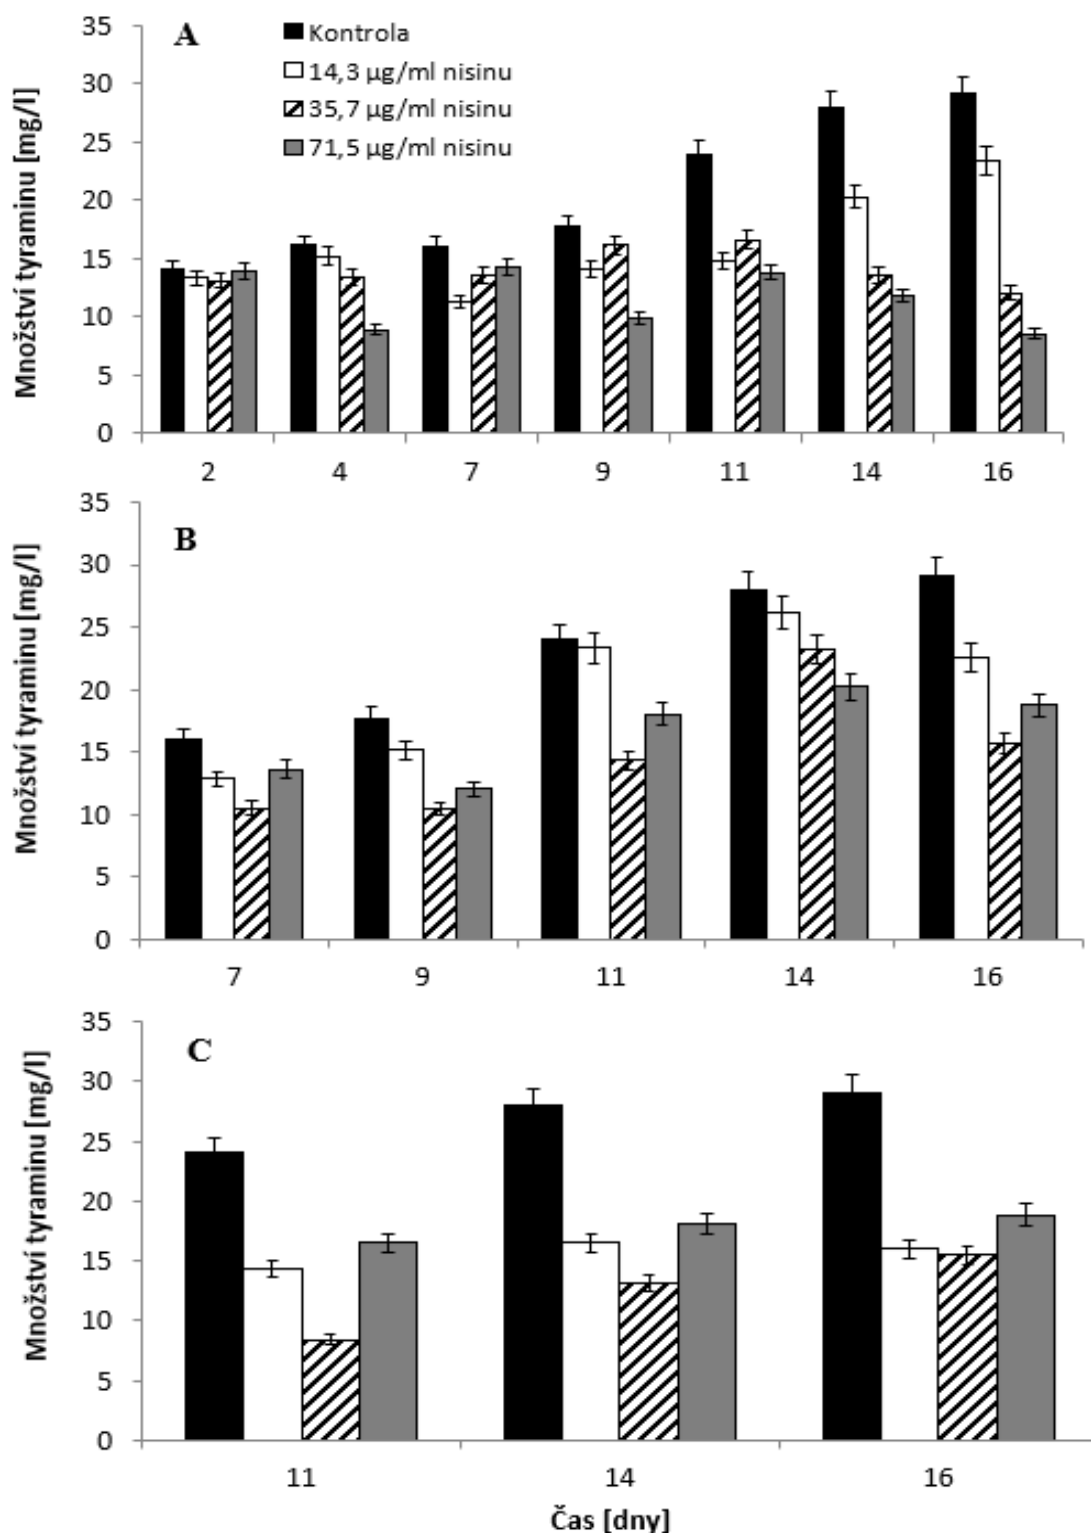 A
Kontrola
14,3 µg/ml nisinu
35,7 µg/ml nisinu
71,5 µg/ml nisinu
Množství tyraminu [mg/l]
35
30
25
20
15
10
5
0
2 4 7 9 11 14 16
B
Množství tyraminu [mg/l]
35
30
25
20
15
10
5
0
7 9 11 14 16
C
Množství tyraminu [mg/l]
35
30
25
20
15
10
5
0
11 14 16
Čas [dny]